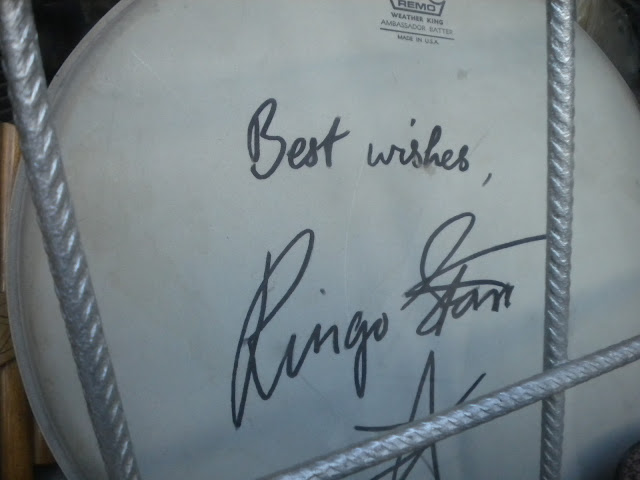 REMO
WEATHER KING
AMBASSADOR BATTER
MADE IN U.S.A.
Best wishes,
Ringo Starr